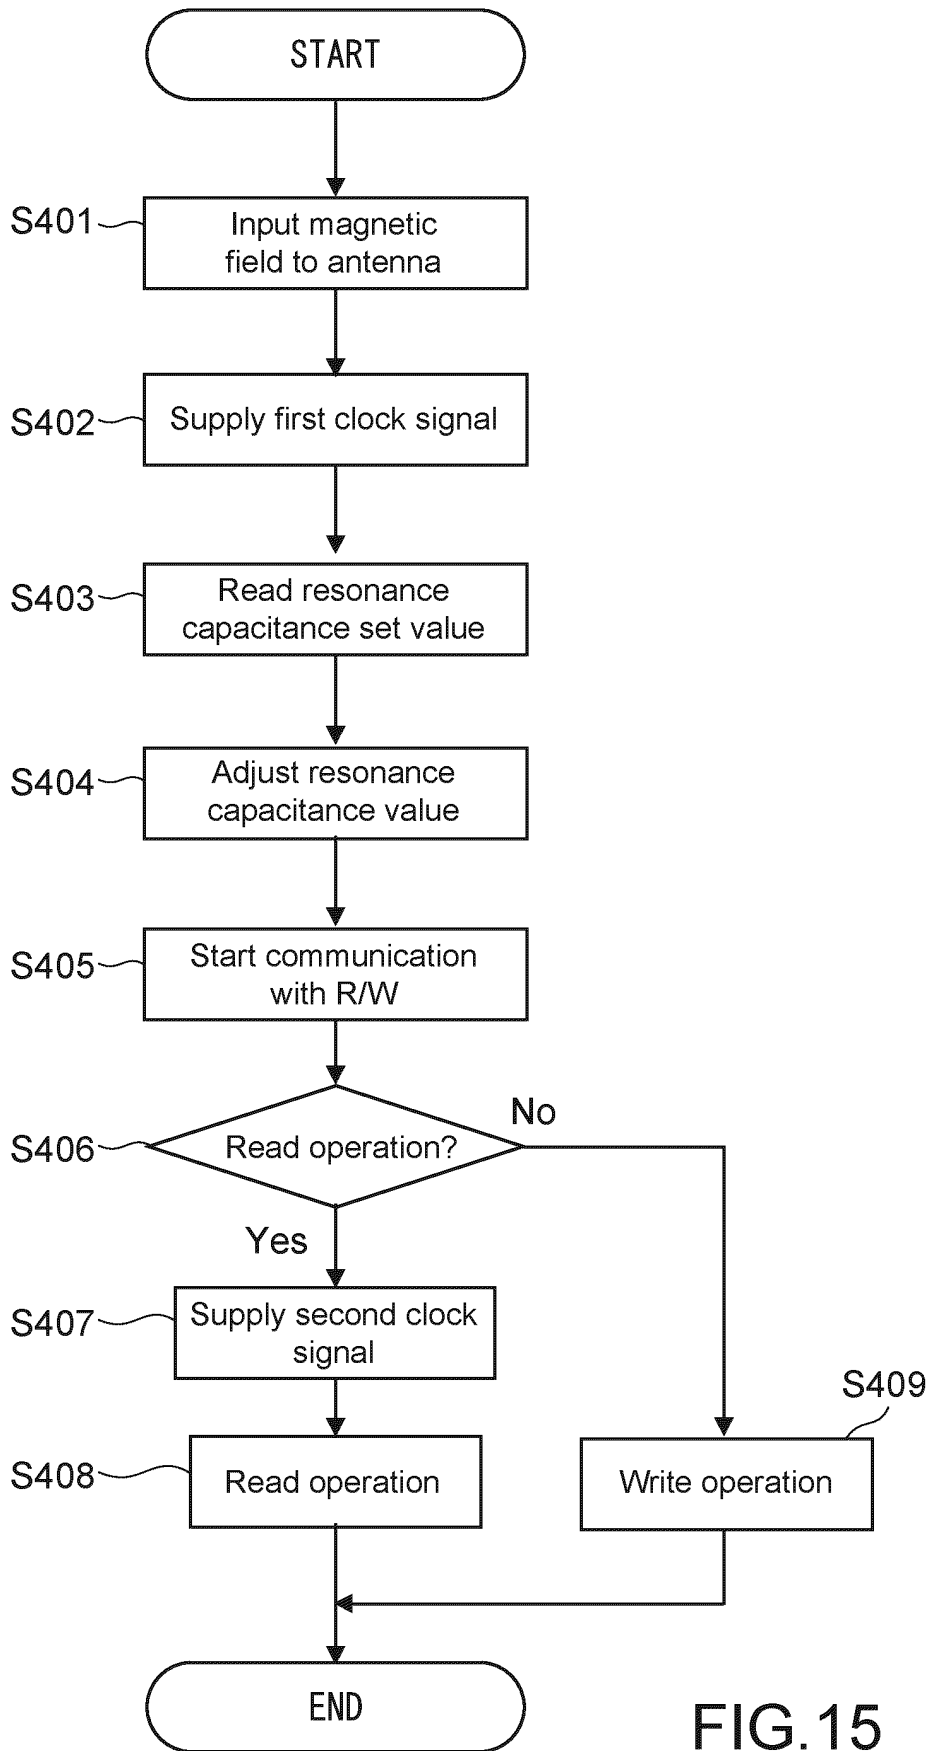 START
S401
Input magnetic
field to antenna
S402
Supply first clock signal
S403
Read resonance
capacitance set value
S404
Adjust resonance
capacitance value
S405
Start communication
with R/W
S406
Read operation?
No
Yes
S407
Supply second clock
signal
S409
S408
Read operation
Write operation
END
FIG.15